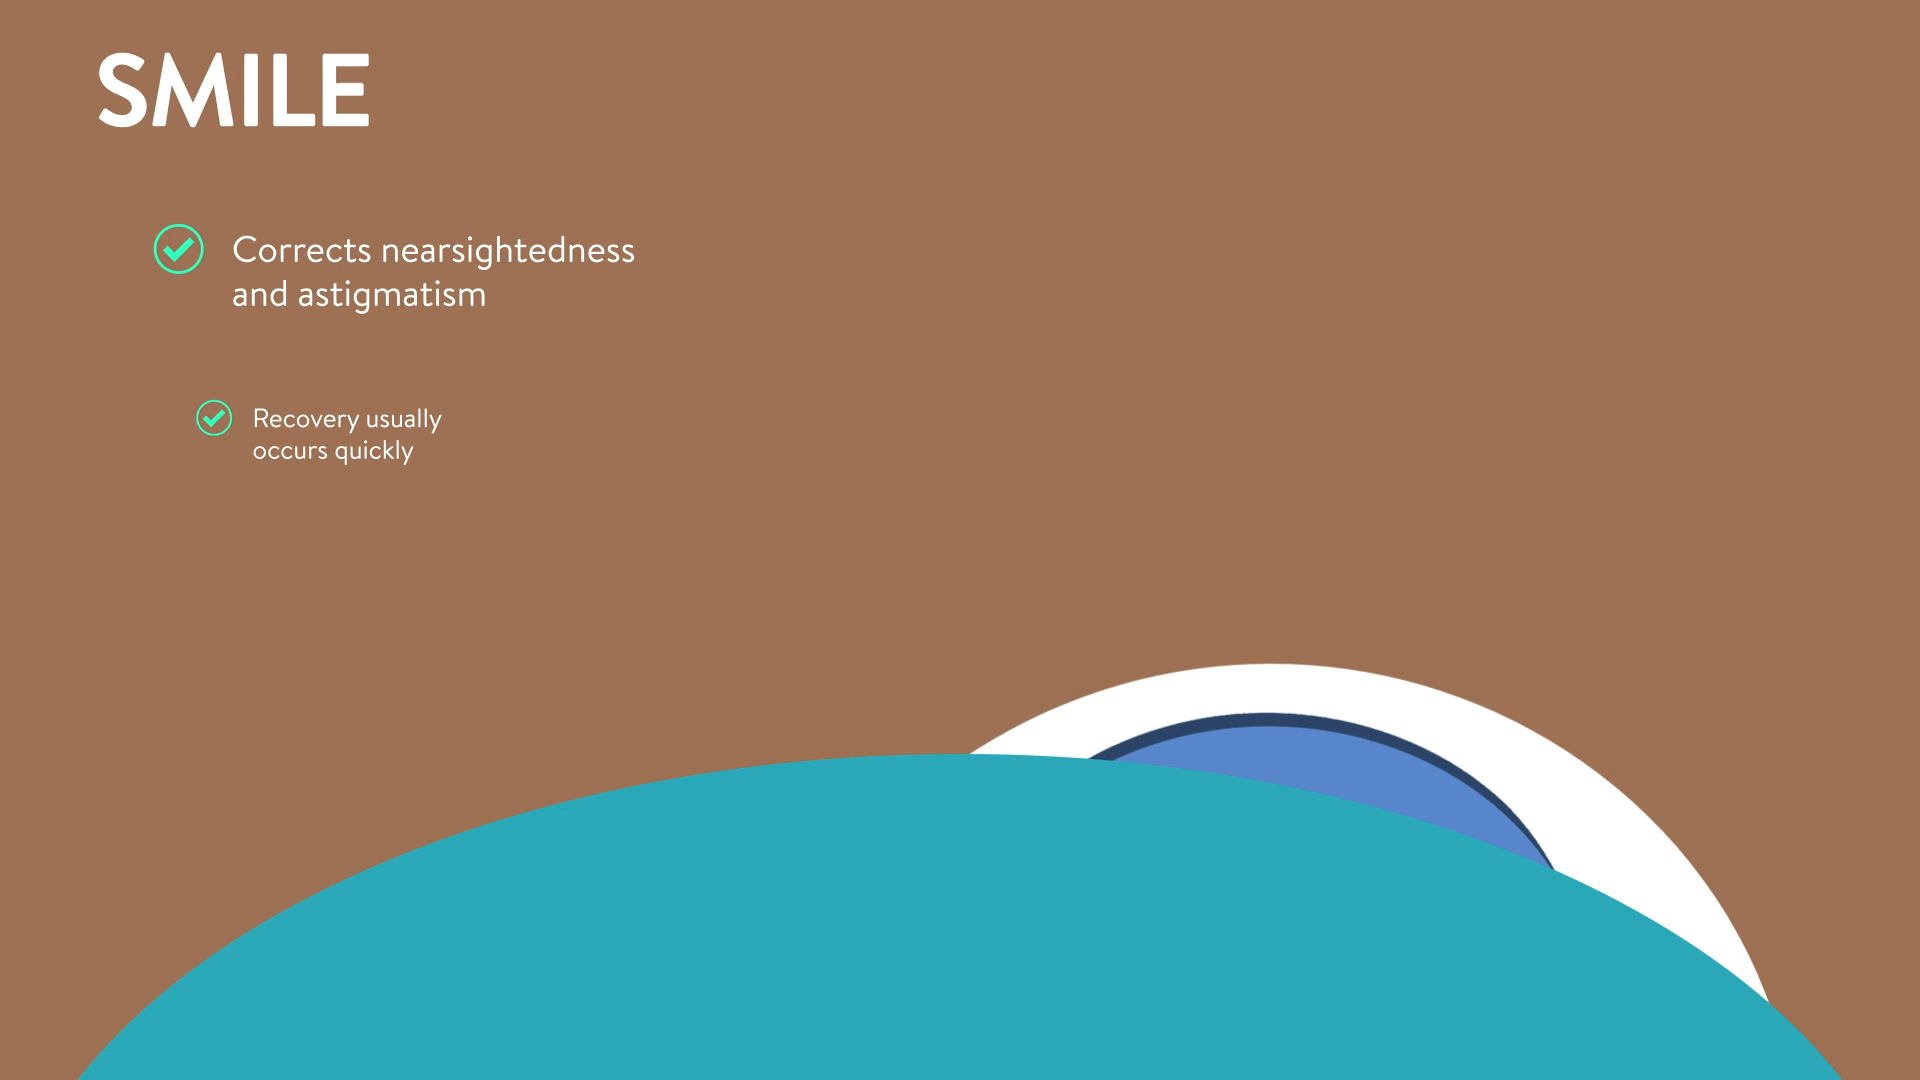 SMILE
Corrects nearsightedness
and astigmatism
Recovery usually
occurs quickly